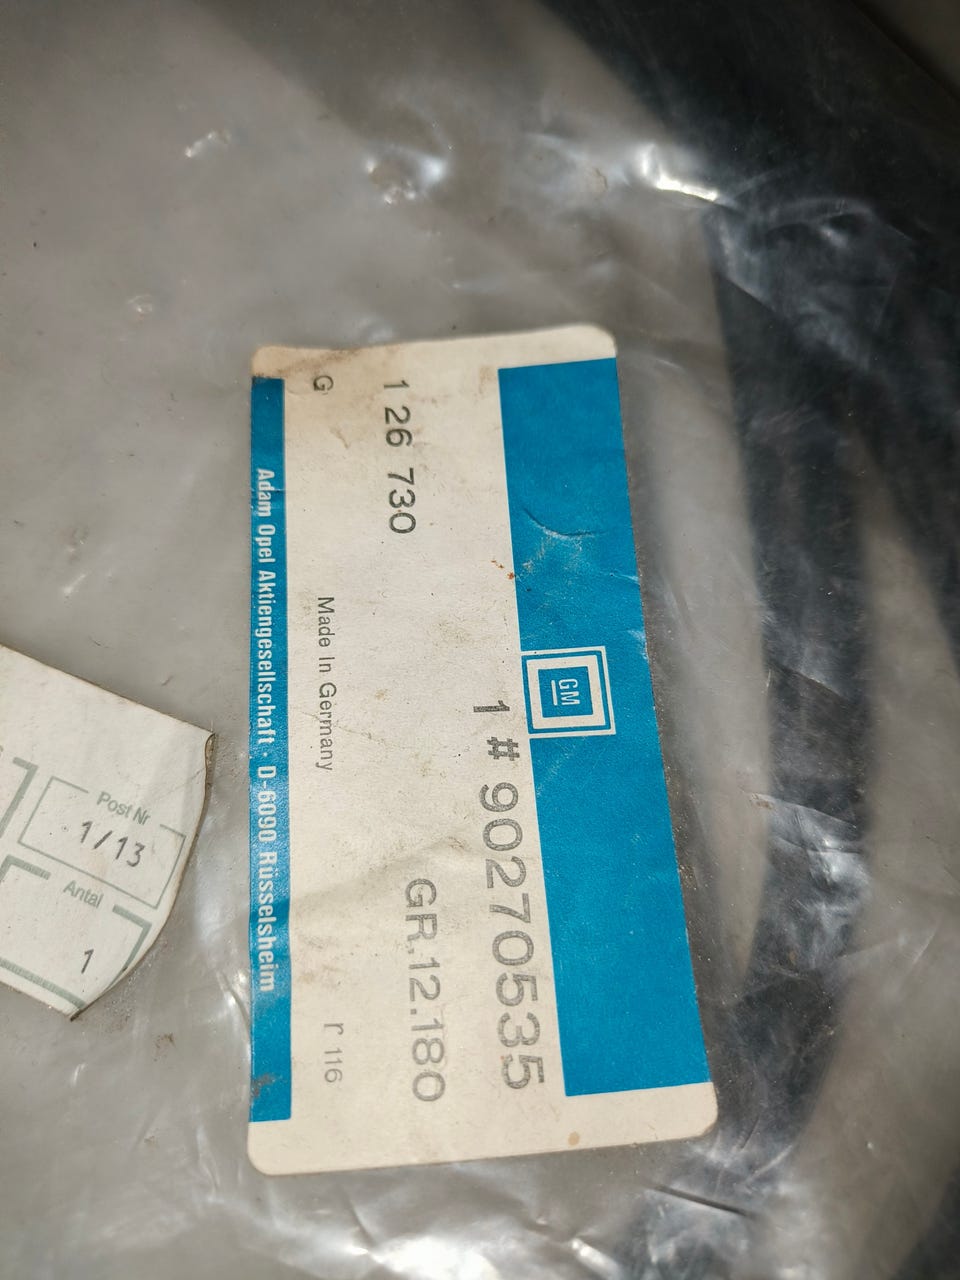 GM
1 # 90270535
1 26 730
GR.12.180
G
Made In Germany
r 116
Adam Opel Aktiengesellschaft · D-6090 Rüsselsheim
Post Nr
1/13
Antal
1